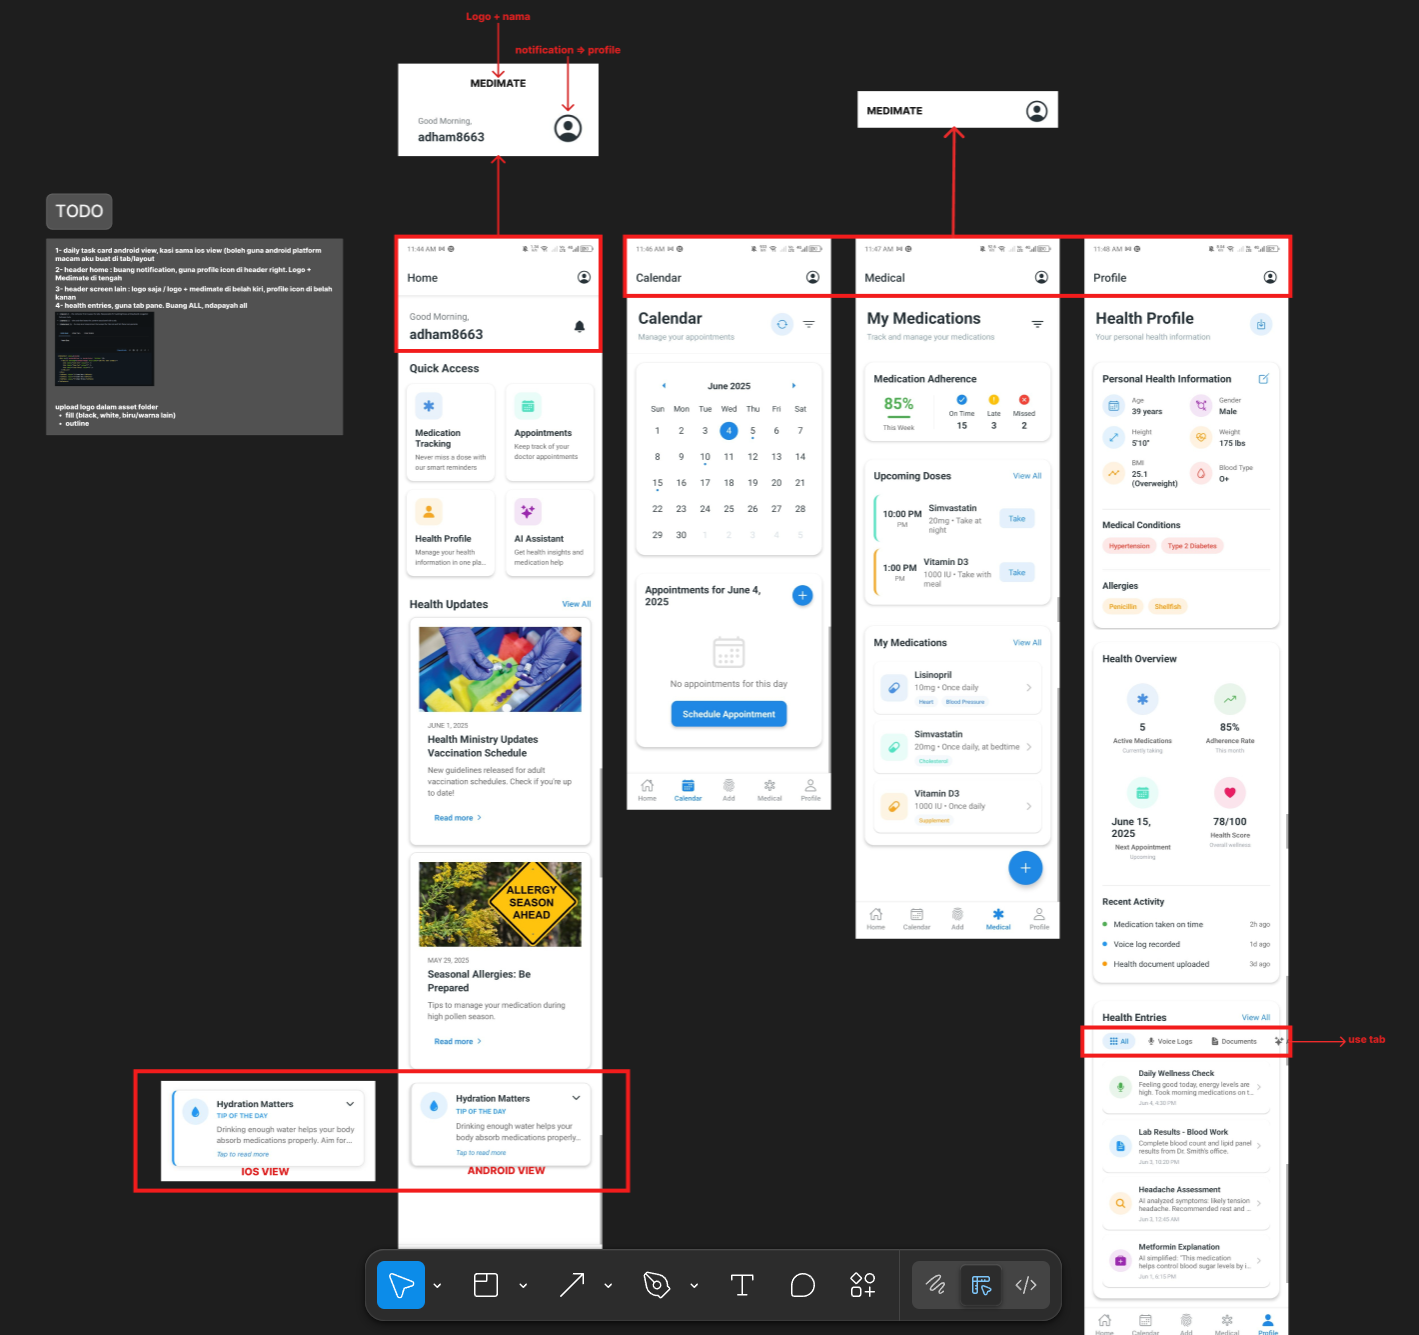 Logo + nama
notification => profile
MEDIMATE
Good Morning,
adham8663
MEDIMATE
TODO
1- daily task card android view, kasi sama ios view (boleh guna android platform
macam aku buat di tab/layout
2- header home : buang notification, guna profile icon di header right. Logo +
Medimate di tengah
3- header screen lain : logo saja / logo + medimate di belah kiri, profile icon di belah
kanan
4- health entries, guna tab pane. Buang ALL, ndapayah all
upload logo dalam asset folder
• fill (black, white, biru/warna lain)
• outline
11:44 AM
Home
Good Morning,
adham8663
Quick Access
Medication
Tracking
Never miss a dose with
our smart reminders
Appointments
Keep track of your
doctor appointments
Health Profile
Manage your health
information in one pla...
AI Assistant
Get health insights and
medication help
Health Updates
View All
JUNE 1, 2025
Health Ministry Updates
Vaccination Schedule
New guidelines released for adult
vaccination schedules. Check if you're up
to date!
Read more
ALLERGY
SEASON
AHEAD
MAY 29, 2025
Seasonal Allergies: Be
Prepared
Tips to manage your medication during
high pollen season.
Read more
Hydration Matters
TIP OF THE DAY
Drinking enough water helps your body
absorb medications properly. Aim for...
Tap to read more
IOS VIEW
Hydration Matters
TIP OF THE DAY
Drinking enough water helps your
body absorb medications properly...
Tap to read more
ANDROID VIEW
11:46 AM
Calendar
Calendar
Manage your appointments
June 2025
Sun Mon Tue Wed Thu Fri Sat
1 2 3 4 5 6 7
8 9 10 11 12 13 14
15 16 17 18 19 20 21
22 23 24 25 26 27 28
29 30 1 2 3 4 5
Appointments for June 4,
2025
No appointments for this day
Schedule Appointment
Home Calendar Add Medical Profile
11:47 AM
Medical
My Medications
Track and manage your medications
Medication Adherence
85%
This Week
On Time Late Missed
15 3 2
Upcoming Doses
View All
10:00 PM
PM
Simvastatin
20mg • Take at
night
Take
1:00 PM
PM
Vitamin D3
1000 IU • Take with
meal
Take
My Medications
View All
Lisinopril
10mg • Once daily
Heart Blood Pressure
Simvastatin
20mg • Once daily, at bedtime
Cholesterol
Vitamin D3
1000 IU • Once daily
Supplement
Home Calendar Add Medical Profile
11:48 AM
Profile
Health Profile
Your personal health information
Personal Health Information
Age
39 years
Gender
Male
Height
5'10"
Weight
175 lbs
BMI
25.1
(Overweight)
Blood Type
O+
Medical Conditions
Hypertension Type 2 Diabetes
Allergies
Penicillin Shellfish
Health Overview
5
Active Medications
Currently taking
85%
Adherence Rate
This month
June 15,
2025
Next Appointment
Upcoming
78/100
Health Score
Overall wellness
Recent Activity
Medication taken on time 2h ago
Voice log recorded 1d ago
Health document uploaded 3d ago
Health Entries
View All
All Voice Logs Documents
use tab
Daily Wellness Check
Feeling good today, energy levels are
high. Took morning medications on t...
Jun 4, 4:30 PM
Lab Results - Blood Work
Complete blood count and lipid panel
results from Dr. Smith's office.
Jun 3, 10:20 PM
Headache Assessment
AI analyzed symptoms: likely tension
headache. Recommended rest and ...
Jun 3, 12:45 AM
Metformin Explanation
AI simplified: "This medication
helps control blood sugar levels by i...
Jun 1, 6:15 PM
Home Calendar Add Medical Profile